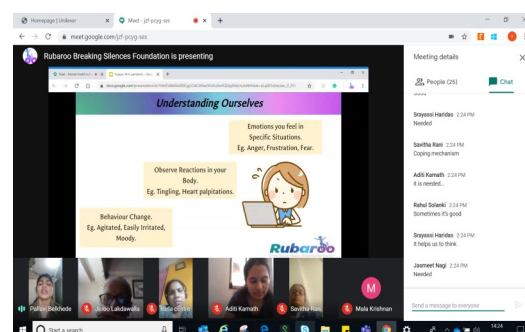 Homepage | Unilever
Meet - jzf-pcyg-ses
meet.google.com/jzf-pcyg-ses
Rubaroo Breaking Silences Foundation is presenting
Understanding Ourselves
Emotions you feel in
Specific Situations.
Eg. Anger, Frustration, Fear.
Observe Reactions in your
Body.
Eg. Tingling, Heart palpitations.
Behaviour Change.
Eg. Agitated, Easily Irritated,
Moody.
Rubaroo
Pallavi Belkhede
Aditi Kamath
Savitha Rani
M
Mala Krishnan
Meeting details
People (25)
Chat
Srayassi Haridas 2:24 PM
Needed
Savitha Rani 2:24 PM
Coping mechanism
Aditi Kamath 2:24 PM
It is needed...
Rahul Solanki 2:24 PM
Sometimes it's good
Srayassi Haridas 2:24 PM
It helps us to think
Jasmeet Nagi 2:24 PM
Needed
Send a message to everyone
Start a search
14:24